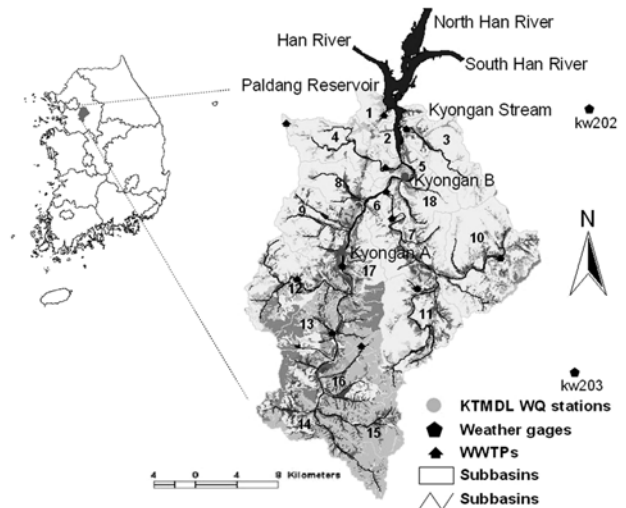 North Han River
Han River
South Han River
Paldang Reservoir
1
Kyongan Stream
kw202
4
2
3
5
Kyongan B
8
6
18
9
7
10
N
Kyongan A
17
12
11
13
kw203
16
14
15
KTMDL WQ stations
Weather gages
WWTPs
Subbasins
Subbasins
4 0 4 8 Kilometers